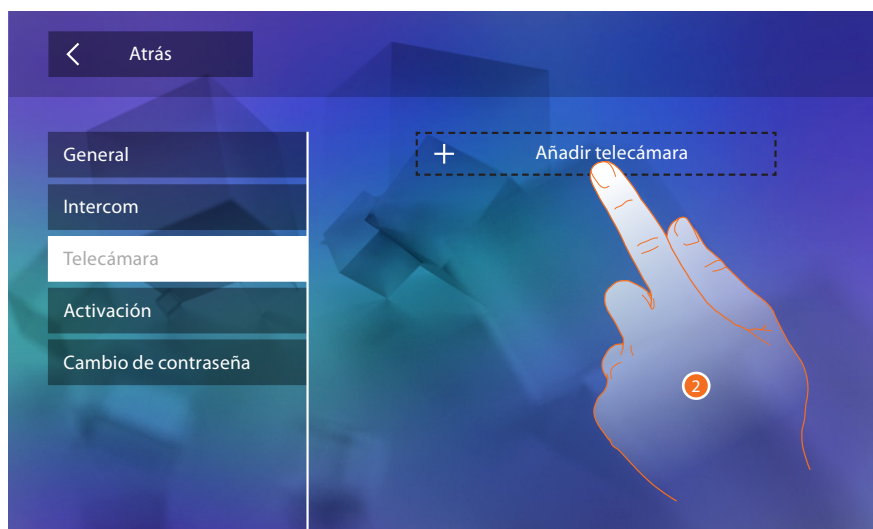 Atrás
General
Intercom
Telecámara
Activación
Cambio de contraseña
+ Añadir telecámara
2